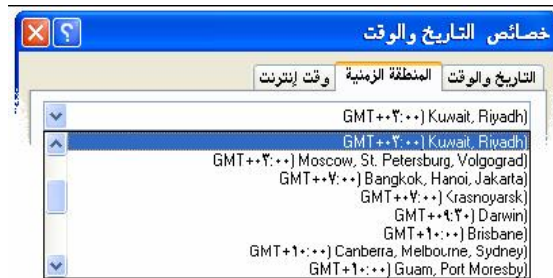 خصائص التاريخ والوقت
التاريخ والوقت المنطقة الزمنية وقت إنترنت
GMT+٠٣:٠٠) Kuwait, Riyadh)
GMT+٠٣:٠٠) Kuwait, Riyadh)
GMT+٠٣:٠٠) Moscow, St. Petersburg, Volgograd)
GMT+٠٧:٠٠) Bangkok, Hanoi, Jakarta)
GMT+٠٧:٠٠) Krasnoyarsk)
GMT+٠٩:٣٠) Darwin)
GMT+١٠:٠٠) Brisbane)
GMT+١٠:٠٠) Canberra, Melbourne, Sydney)
GMT+١٠:٠٠) Guam, Port Moresby)